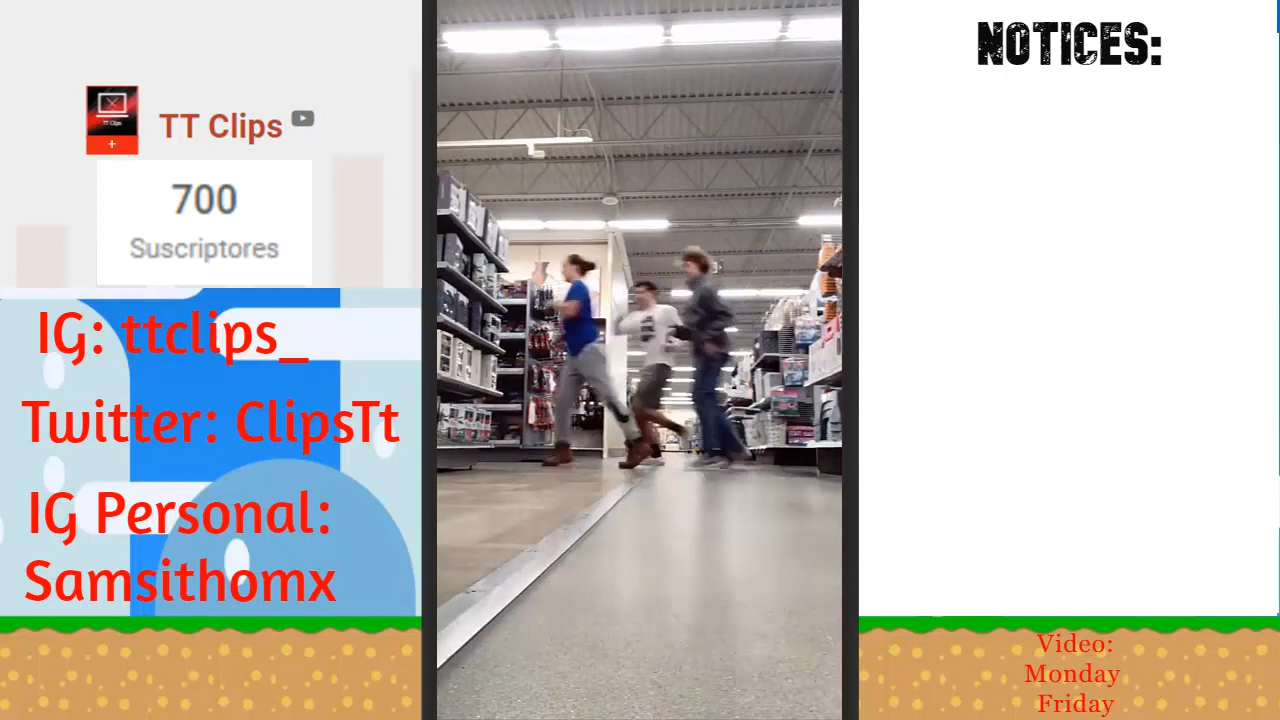 TT Clips
700
Suscriptores
IG: ttclips_
Twitter: ClipsTt
IG Personal:
Samsithomx
NOTICES:
Video:
Monday
Friday